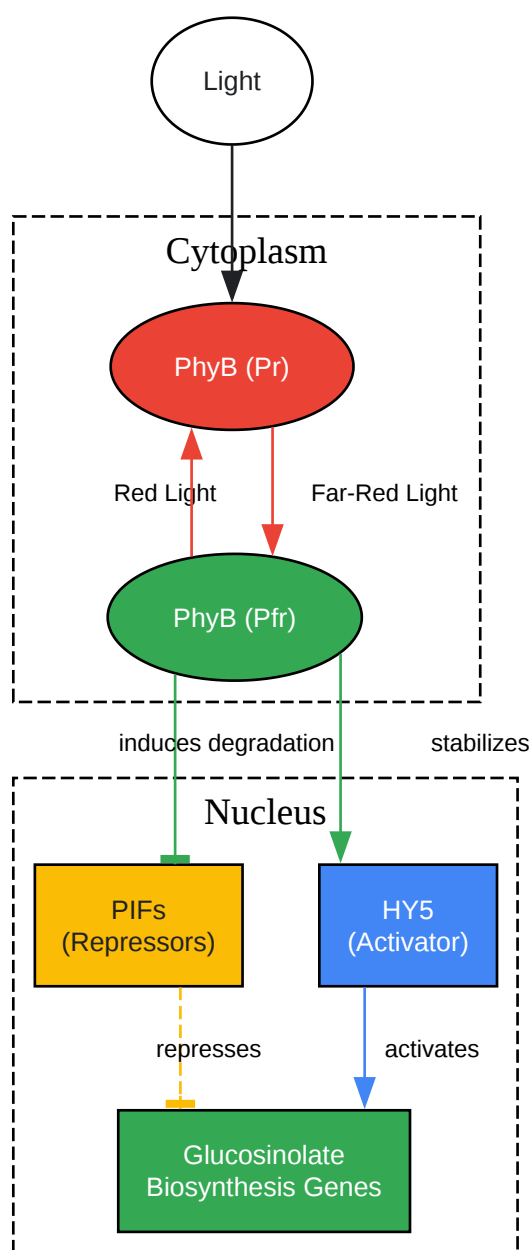 Light
Cytoplasm
PhyB (Pr)
Red Light
Far-Red Light
PhyB (Pfr)
induces degradation
stabilizes
Nucleus
PIFs
(Repressors)
HY5
(Activator)
represses
activates
Glucosinolate
Biosynthesis Genes